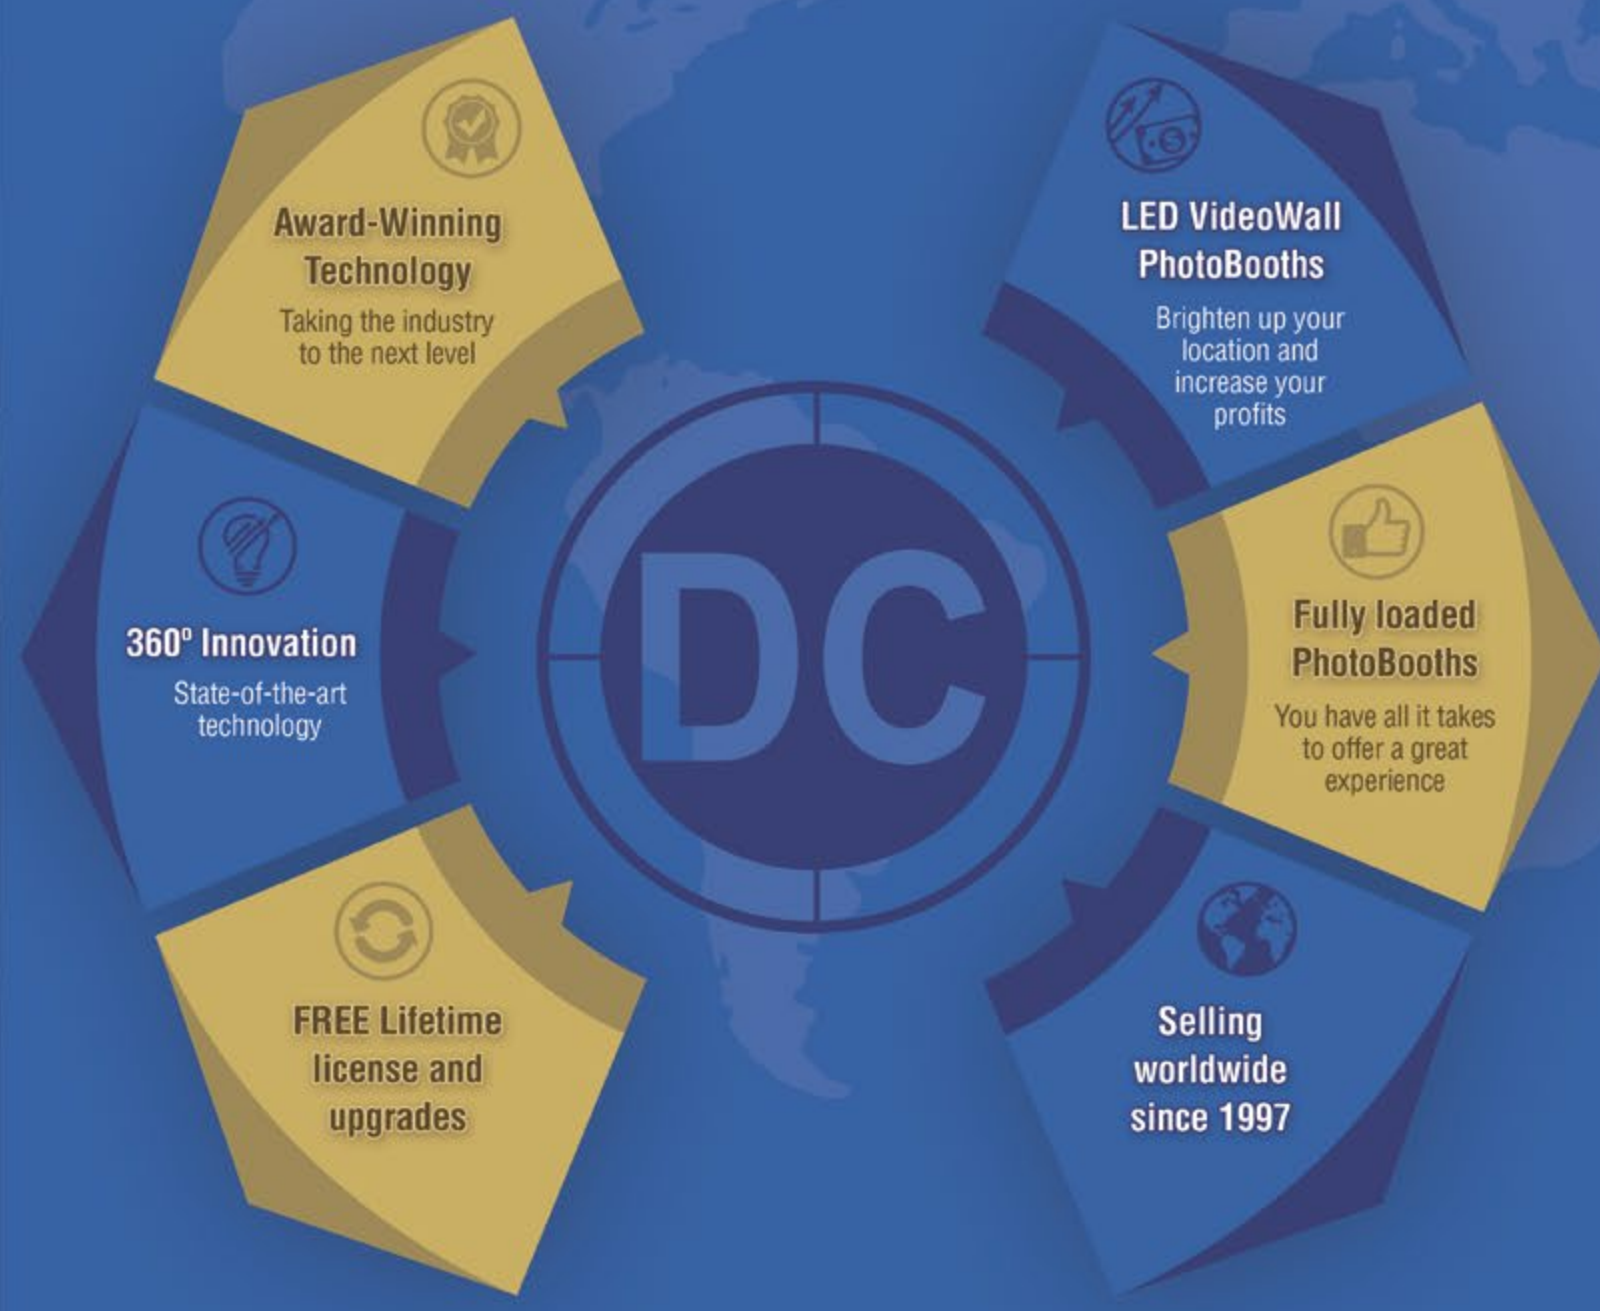 Award-Winning
Technology
Taking the industry
to the next level
360º Innovation
State-of-the-art
technology
FREE Lifetime
license and
upgrades
DC
LED VideoWall
PhotoBooths
Brighten up your
location and
increase your
profits
Fully loaded
PhotoBooths
You have all it takes
to offer a great
experience
Selling
worldwide
since 1997